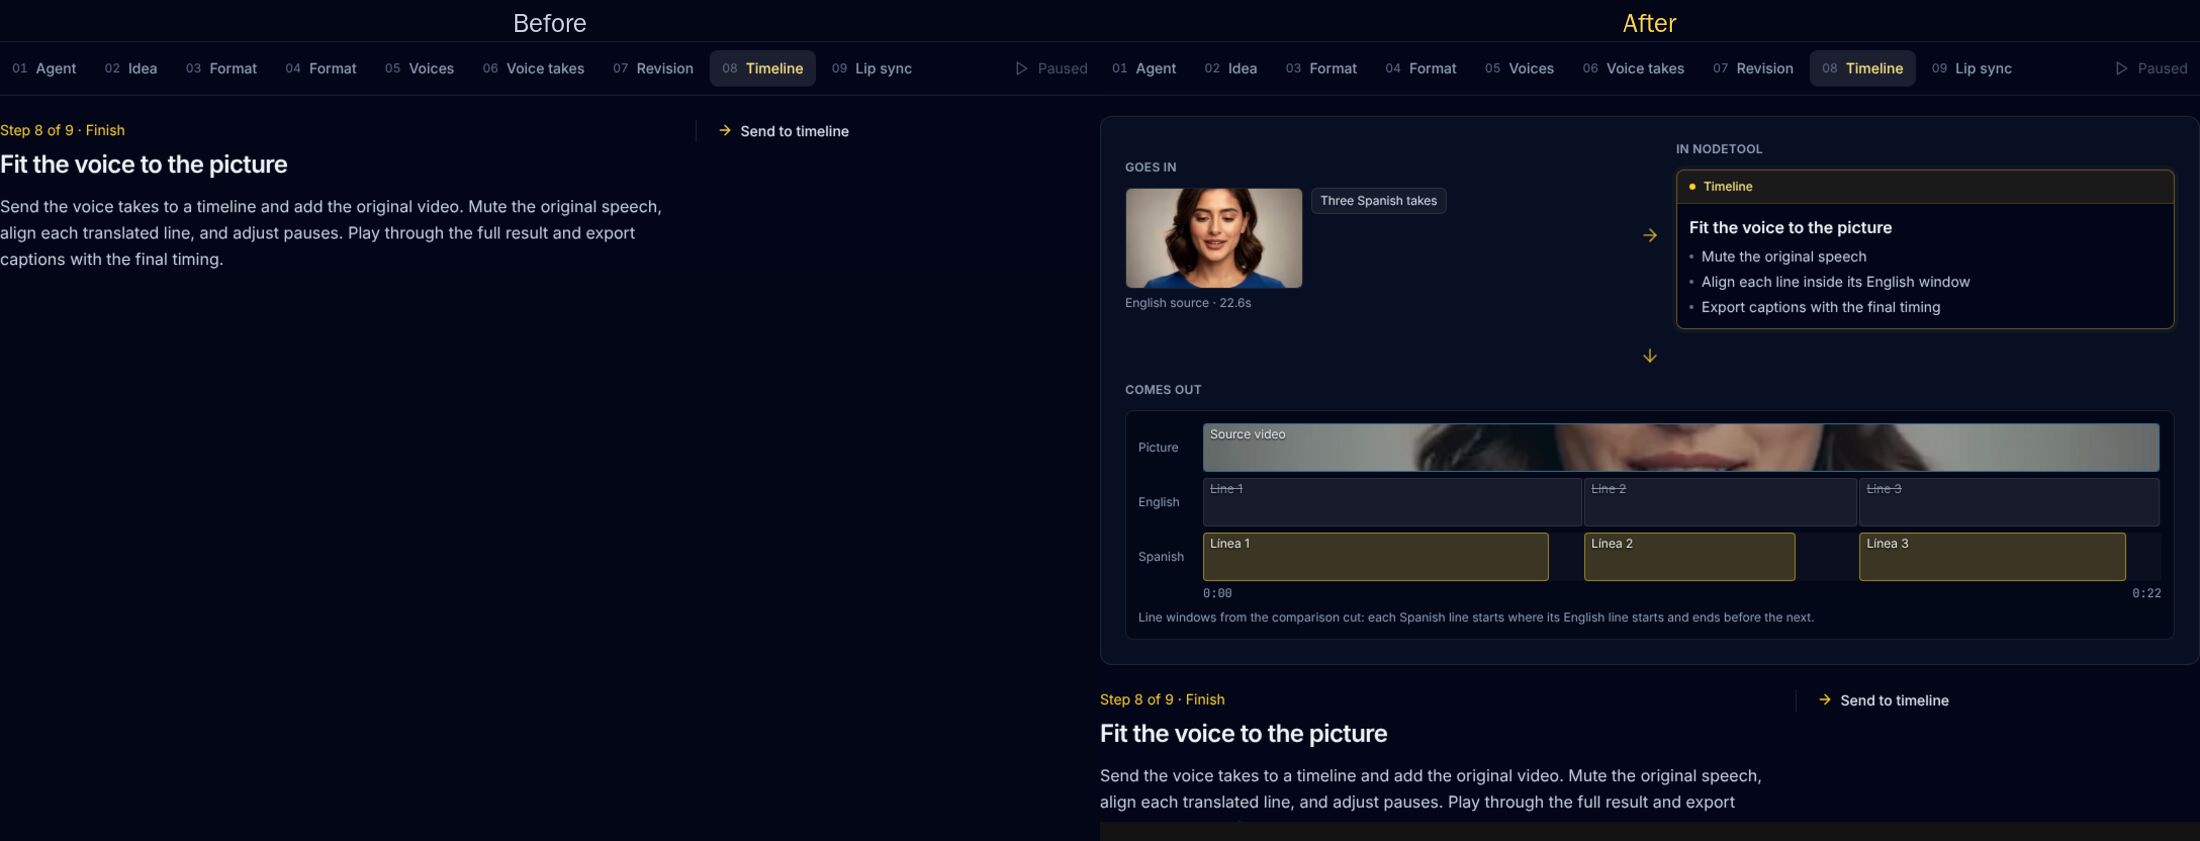 Before
01 Agent 02 Idea 03 Format 04 Format 05 Voices 06 Voice takes 07 Revision 08 Timeline 09 Lip sync Paused
Step 8 of 9 · Finish
Fit the voice to the picture
Send the voice takes to a timeline and add the original video. Mute the original speech,
align each translated line, and adjust pauses. Play through the full result and export
captions with the final timing.
→ Send to timeline
After
01 Agent 02 Idea 03 Format 04 Format 05 Voices 06 Voice takes 07 Revision 08 Timeline 09 Lip sync Paused
GOES IN
Three Spanish takes
English source · 22.6s
→
IN NODETOOL
• Timeline
Fit the voice to the picture
• Mute the original speech
• Align each line inside its English window
• Export captions with the final timing
↓
COMES OUT
Picture Source video
English Line 1 Line 2 Line 3
Spanish Línea 1 Línea 2 Línea 3
0:00 0:22
Line windows from the comparison cut: each Spanish line starts where its English line starts and ends before the next.
Step 8 of 9 · Finish
Fit the voice to the picture
Send the voice takes to a timeline and add the original video. Mute the original speech,
align each translated line, and adjust pauses. Play through the full result and export
→ Send to timeline